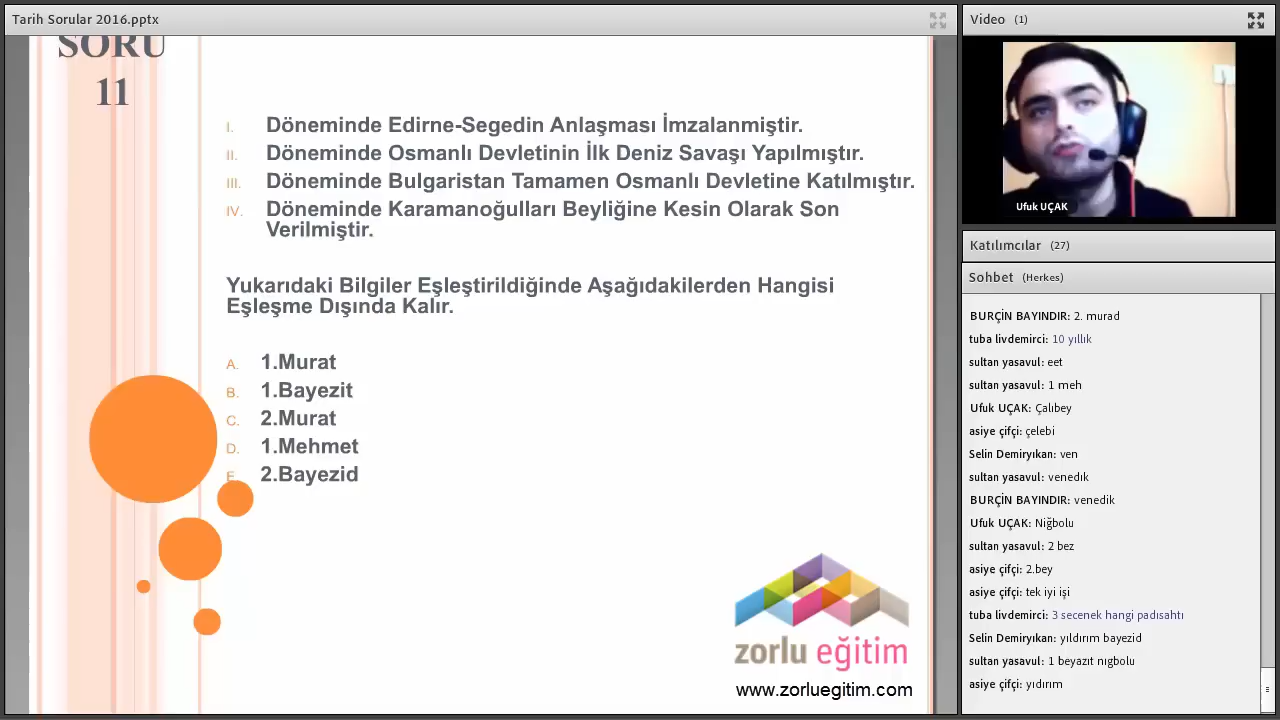 Tarih Sorular 2016.pptx
SORU
11
I. Döneminde Edirne-Segedin Anlaşması İmzalanmiştir.
II. Döneminde Osmanlı Devletinin İlk Deniz Savaşı Yapılmıştır.
III. Döneminde Bulgaristan Tamamen Osmanlı Devletine Katılmıştır.
IV. Döneminde Karamanoğulları Beyliğine Kesin Olarak Son
Verilmiştir.
Yukarıdaki Bilgiler Eşleştirildiğinde Aşağıdakilerden Hangisi
Eşleşme Dışında Kalır.
A. 1.Murat
B. 1.Bayezit
C. 2.Murat
D. 1.Mehmet
E. 2.Bayezid
zorlu eğitim
www.zorluegitim.com
Video (1)
Ufuk UÇAK
Katılımcılar (27)
Sohbet (Herkes)
BURÇİN BAYINDIR: 2. murad
tuba livdemirci: 10 yıllık
sultan yasavul: eet
sultan yasavul: 1 meh
Ufuk UÇAK: Çalıbey
asiye çifçi: çelebi
Selin Demiryıkan: ven
sultan yasavul: venedık
BURÇİN BAYINDIR: venedik
Ufuk UÇAK: Niğbolu
sultan yasavul: 2 bez
asiye çifçi: 2.bey
asiye çifçi: tek iyi işi
tuba livdemirci: 3 secenek hangi padısahtı
Selin Demiryıkan: yıldırım bayezid
sultan yasavul: 1 beyazıt nıgbolu
asiye çifçi: yıdırım